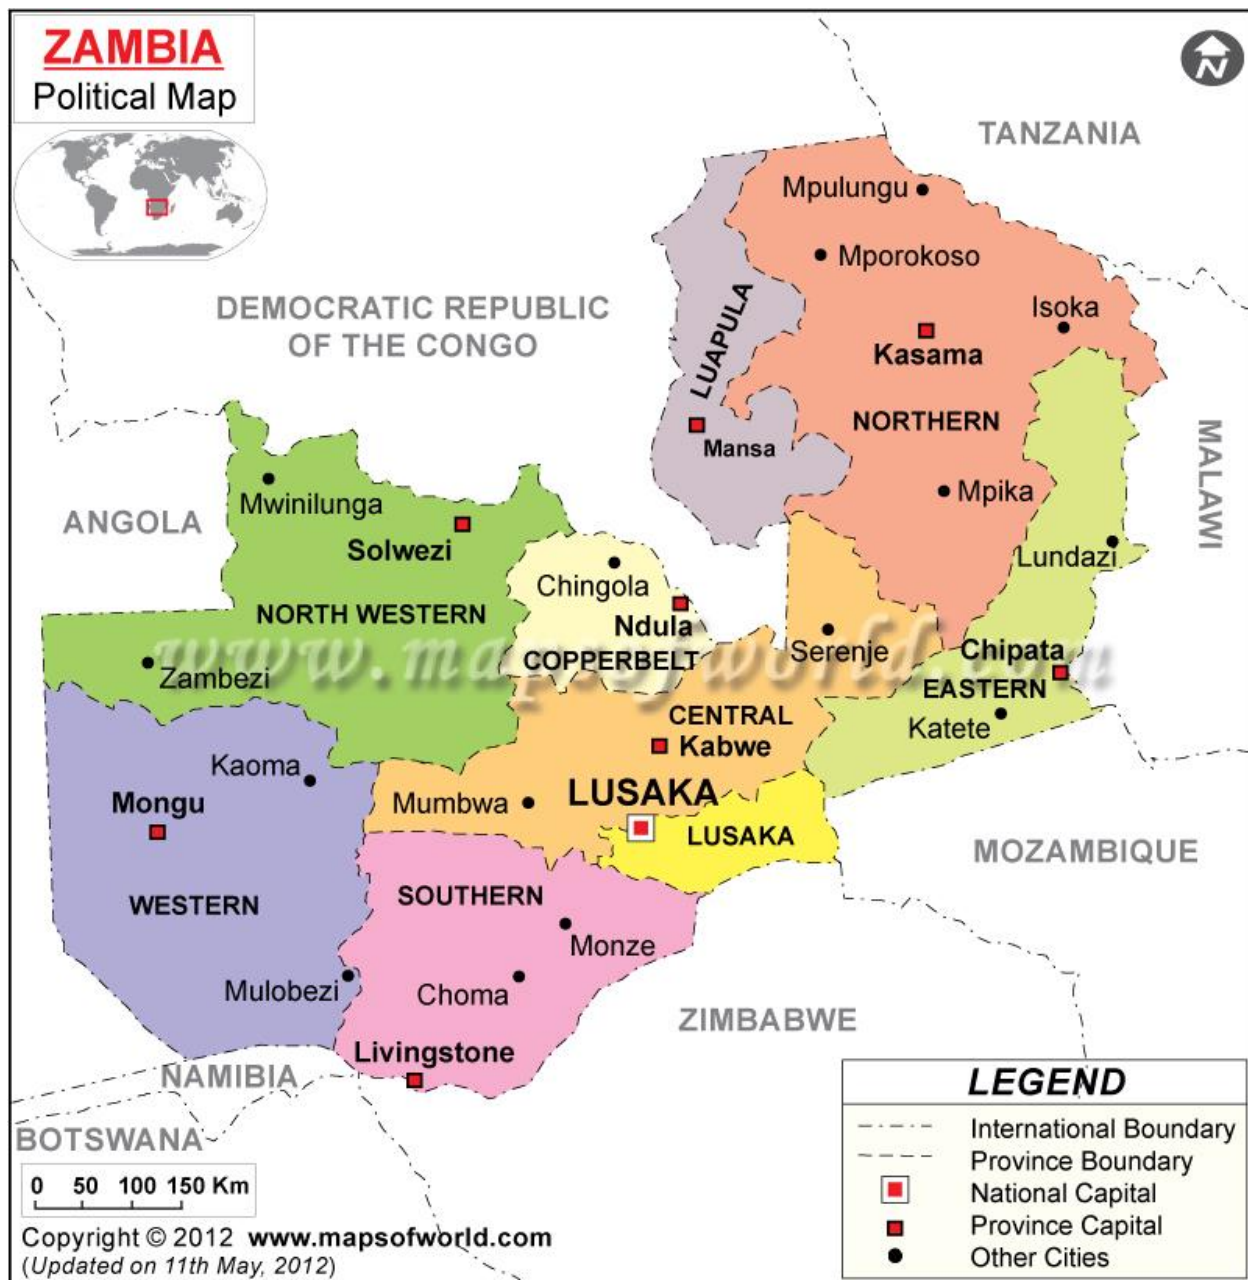 ZAMBIA
Political Map
N
TANZANIA
Mpulungu
Mporokoso
DEMOCRATIC REPUBLIC
OF THE CONGO
LUAPULA
Isoka
Kasama
NORTHERN
Mansa
MALAWI
Mwinilunga
Mpika
ANGOLA
Solwezi
Lundazi
Chingola
NORTH WESTERN
Ndula
www.mapsofworld.com
COPPERBELT
Serenje
Chipata
Zambezi
EASTERN
CENTRAL
Katete
Kabwe
Kaoma
LUSAKA
Mumbwa
Mongu
LUSAKA
MOZAMBIQUE
WESTERN
SOUTHERN
Monze
Mulobezi
Choma
ZIMBABWE
Livingstone
NAMIBIA
BOTSWANA
LEGEND
International Boundary
Province Boundary
National Capital
Province Capital
Other Cities
0 50 100 150 Km
Copyright © 2012 www.mapsofworld.com
(Updated on 11th May, 2012)